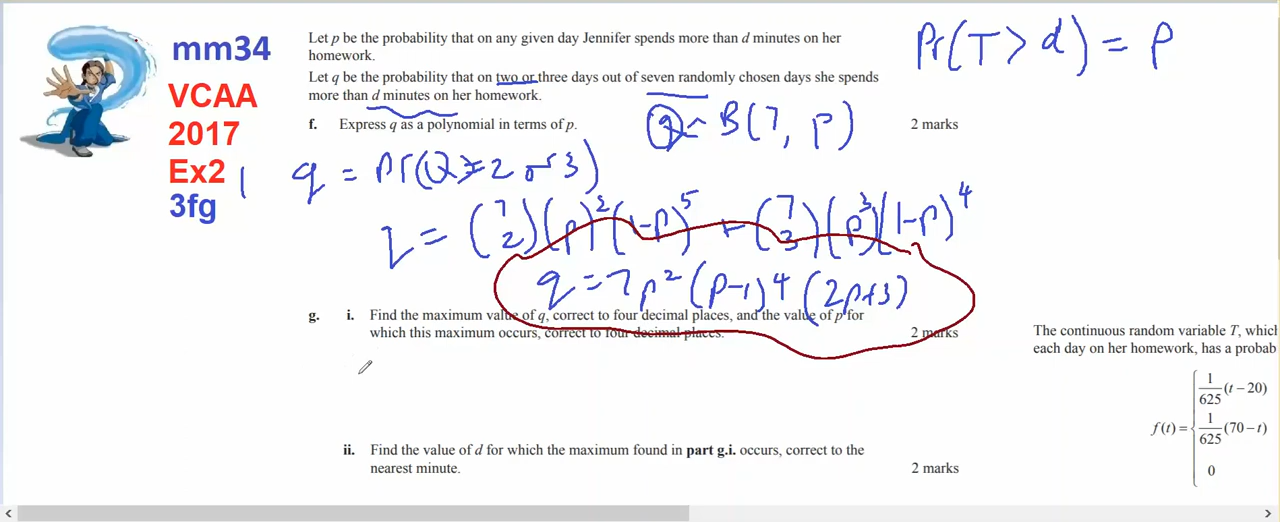 mm34
VCAA
2017
Ex2
3fg
Let p be the probability that on any given day Jennifer spends more than d minutes on her
homework.
Let q be the probability that on two or three days out of seven randomly chosen days she spends
more than d minutes on her homework.
Pr(T > d) = p
f. Express q as a polynomial in terms of p. 2 marks
Q ~ B(7, p)
q = Pr(Q = 2 or 3)
q = (7 2)(p)^2(1-p)^5 + (7 3)(p^3)(1-p)^4
q = 7p^2(p-1)^4(2p+3)
g. i. Find the maximum value of q, correct to four decimal places, and the value of p for
which this maximum occurs, correct to four decimal places. 2 marks
ii. Find the value of d for which the maximum found in part g.i. occurs, correct to the
nearest minute. 2 marks
The continuous random variable T, which
each day on her homework, has a probab
f(t) = { 1/625 (t – 20)
1/625 (70 – t)
0